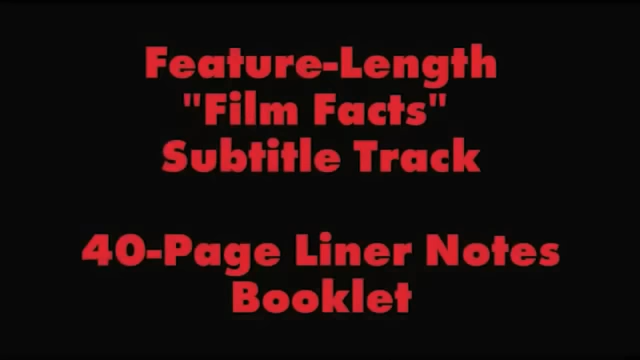 Feature-Length
"Film Facts"
Subtitle Track
40-Page Liner Notes
Booklet